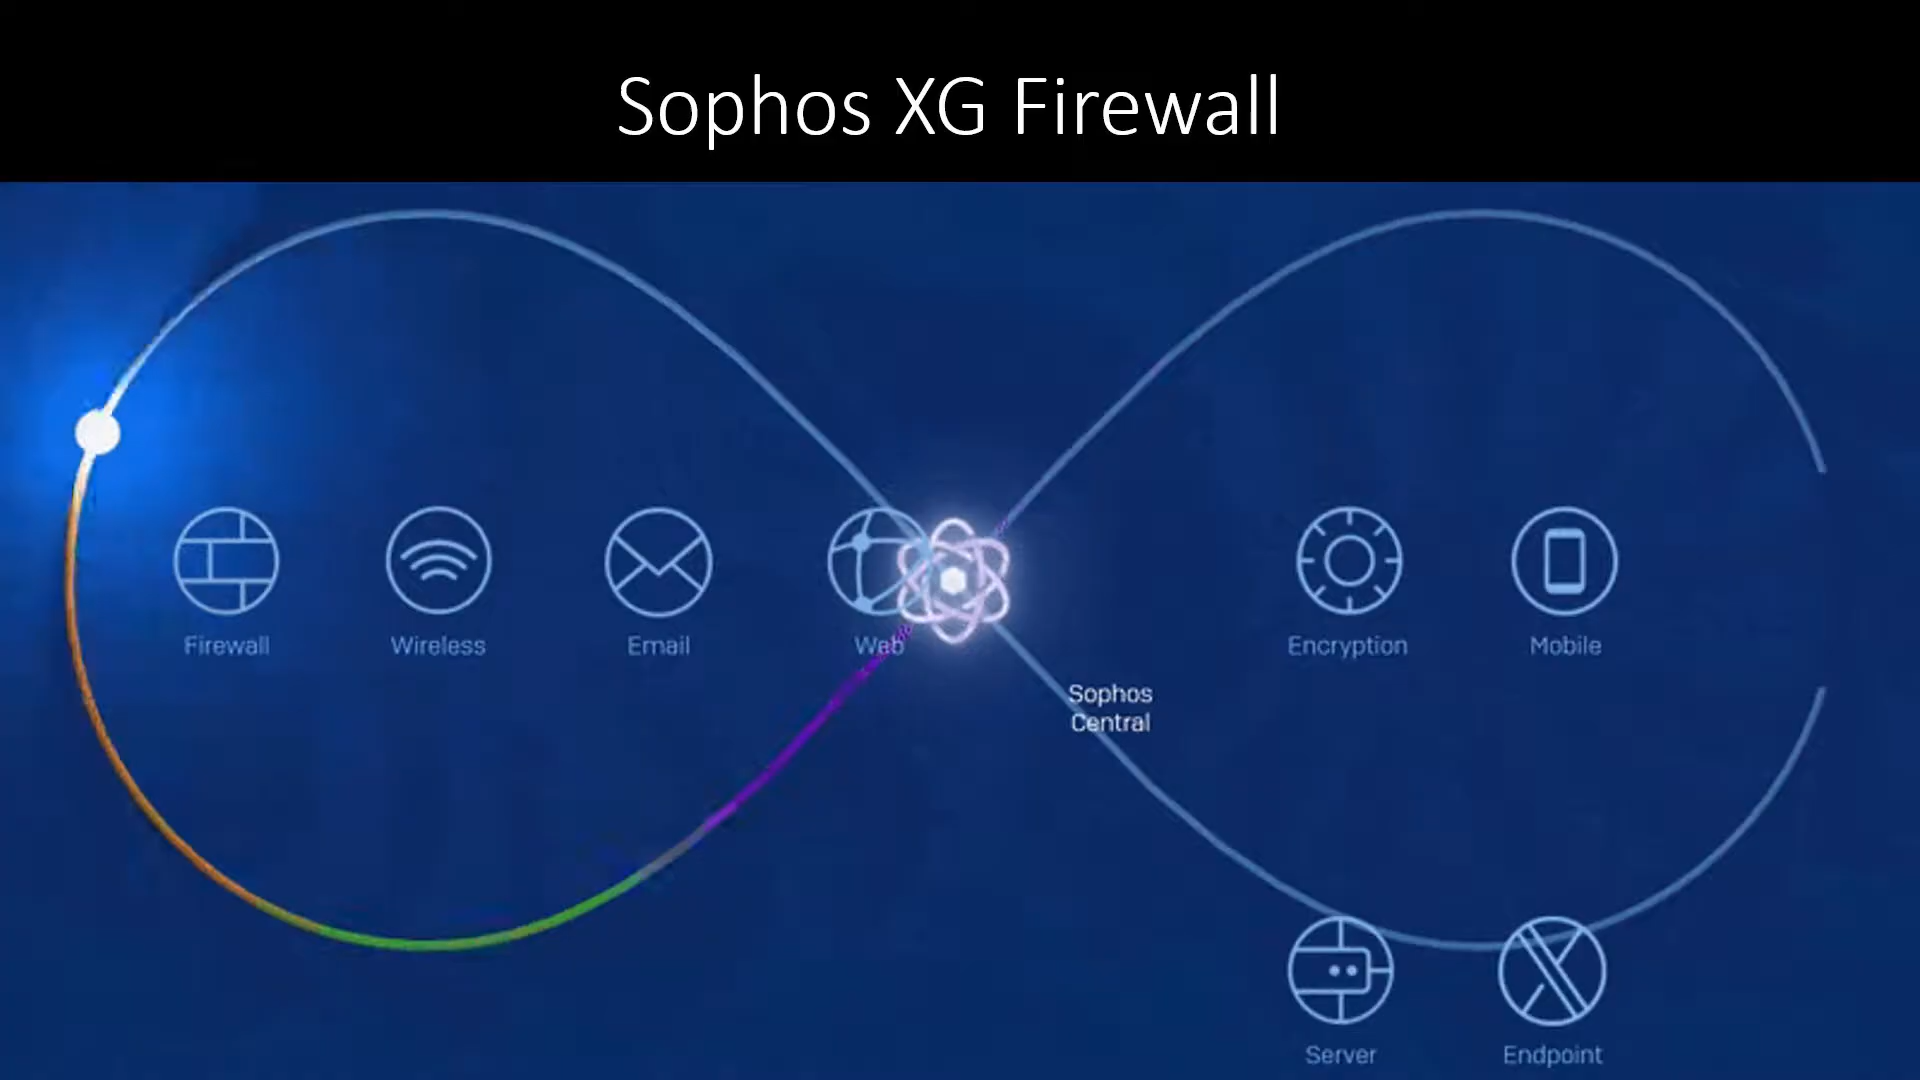 Sophos XG Firewall
Firewall
Wireless
Email
Web
Encryption
Mobile
Sophos
Central
Server
Endpoint